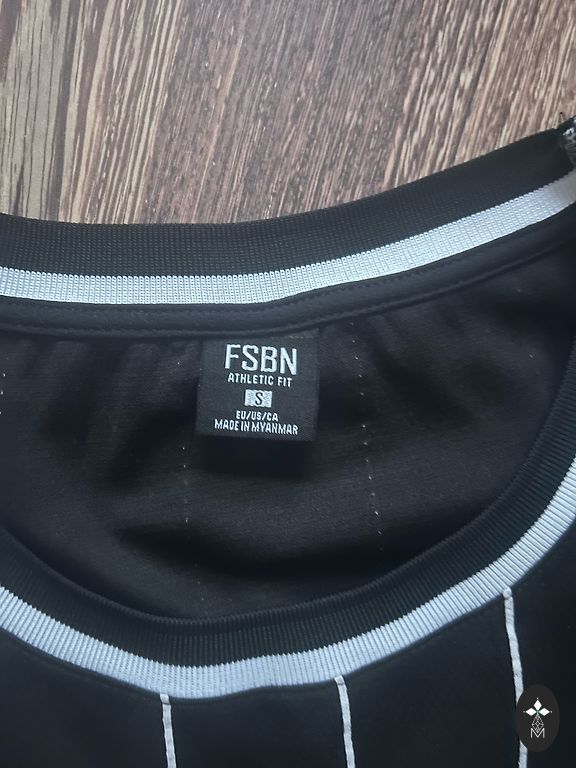 FSBN
ATHLETIC FIT
S
EU/US/CA
MADE IN MYANMAR
M